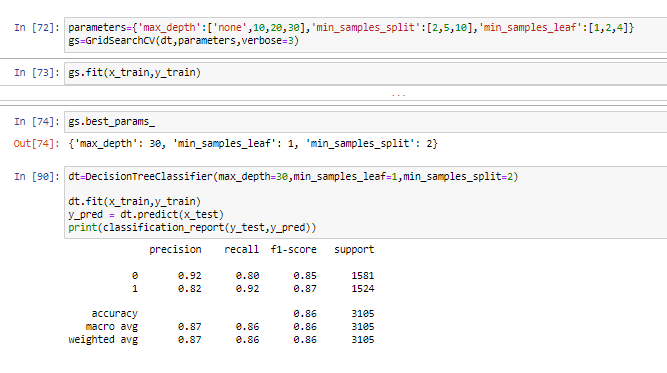 In [72]: parameters={'max_depth':['none',10,20,30],'min_samples_split':[2,5,10],'min_samples_leaf':[1,2,4]}
gs=GridSearchCV(dt,parameters,verbose=3)
In [73]: gs.fit(x_train,y_train)
...
In [74]: gs.best_params_
Out[74]: {'max_depth': 30, 'min_samples_leaf': 1, 'min_samples_split': 2}
In [90]: dt=DecisionTreeClassifier(max_depth=30,min_samples_leaf=1,min_samples_split=2)
dt.fit(x_train,y_train)
y_pred = dt.predict(x_test)
print(classification_report(y_test,y_pred))
precision recall f1-score support
0 0.92 0.80 0.85 1581
1 0.82 0.92 0.87 1524
accuracy 0.86 3105
macro avg 0.87 0.86 0.86 3105
weighted avg 0.87 0.86 0.86 3105